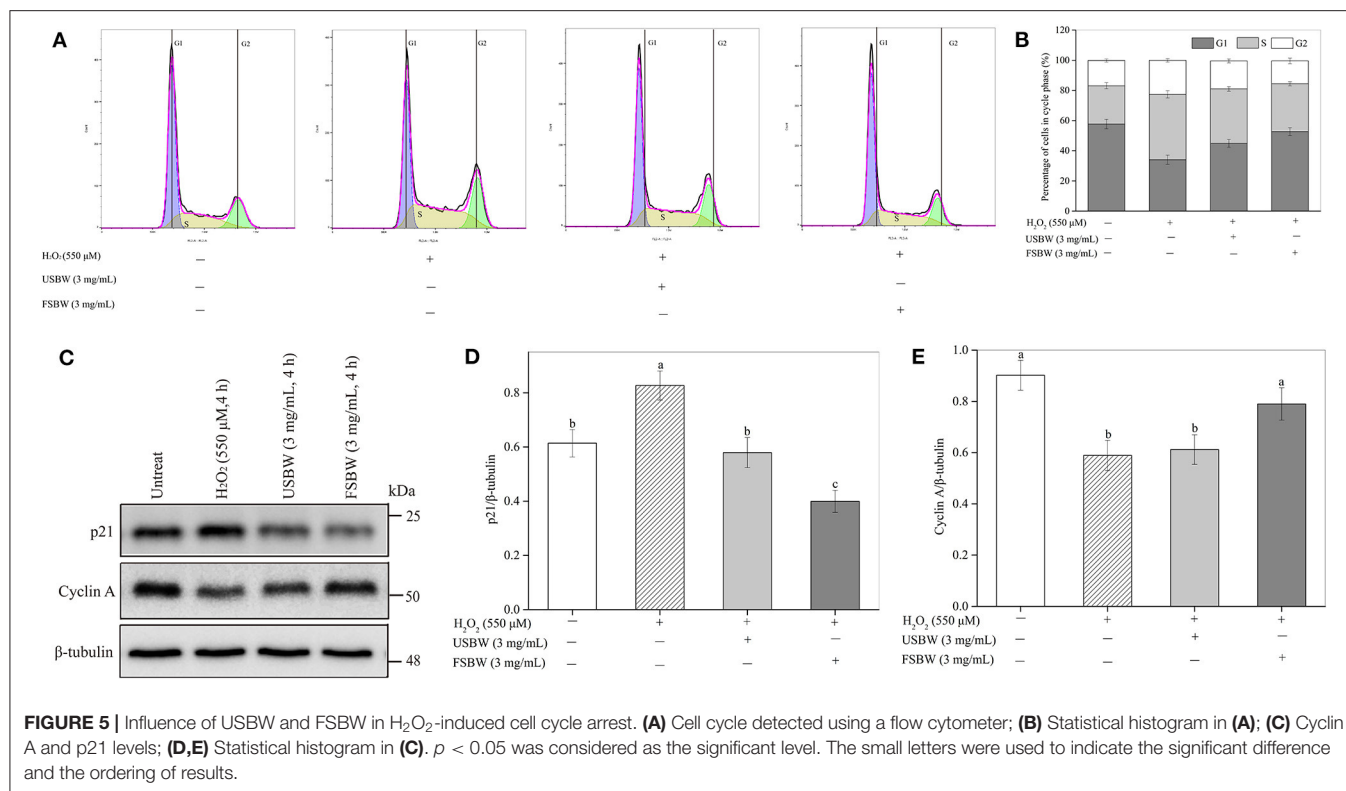 A
G1 G2
G1 G2
G1 G2
G1 G2
S
S
S
S
H₂O₂ (550 μM) — + + +
USBW (3 mg/mL) — — + —
FSBW (3 mg/mL) — — — +
B
G1 S G2
Percentage of cells in cycle phase (%)
120
100
80
60
40
20
0
H₂O₂ (550 μM) — + + +
USBW (3 mg/mL) — — + —
FSBW (3 mg/mL) — — — +
C
Untreat
H₂O₂ (550 μM,4 h)
USBW (3 mg/mL, 4 h)
FSBW (3 mg/mL, 4 h)
kDa
p21
25
Cyclin A
50
β-tubulin
48
D
p21/β-tubulin
0.8
0.6
0.4
0.2
0.0
b a b c
H₂O₂ (550 μM) — + + +
USBW (3 mg/mL) — — + —
FSBW (3 mg/mL) — — — +
E
Cyclin A/β-tubulin
1.0
0.8
0.6
0.4
0.2
0.0
a b b a
H₂O₂ (550 μM) — + + +
USBW (3 mg/mL) — — + —
FSBW (3 mg/mL) — — — +
FIGURE 5 | Influence of USBW and FSBW in H₂O₂-induced cell cycle arrest. (A) Cell cycle detected using a flow cytometer; (B) Statistical histogram in (A); (C) Cyclin
A and p21 levels; (D,E) Statistical histogram in (C). p < 0.05 was considered as the significant level. The small letters were used to indicate the significant difference
and the ordering of results.